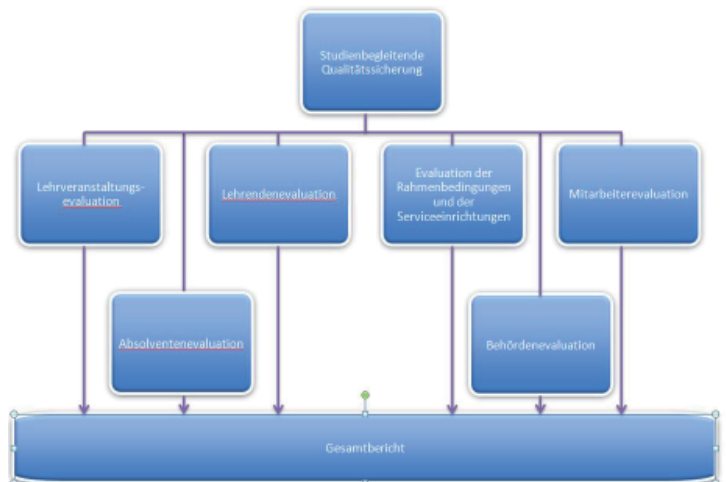 Studienbegleitende
Qualitätssicherung
Lehrveranstaltungs-
evaluation
Lehrendenevaluation
Evaluation der
Rahmenbedingungen
und der
Serviceeinrichtungen
Mitarbeiterevaluation
Absolventenevaluation
Behördenevaluation
Gesamtbericht